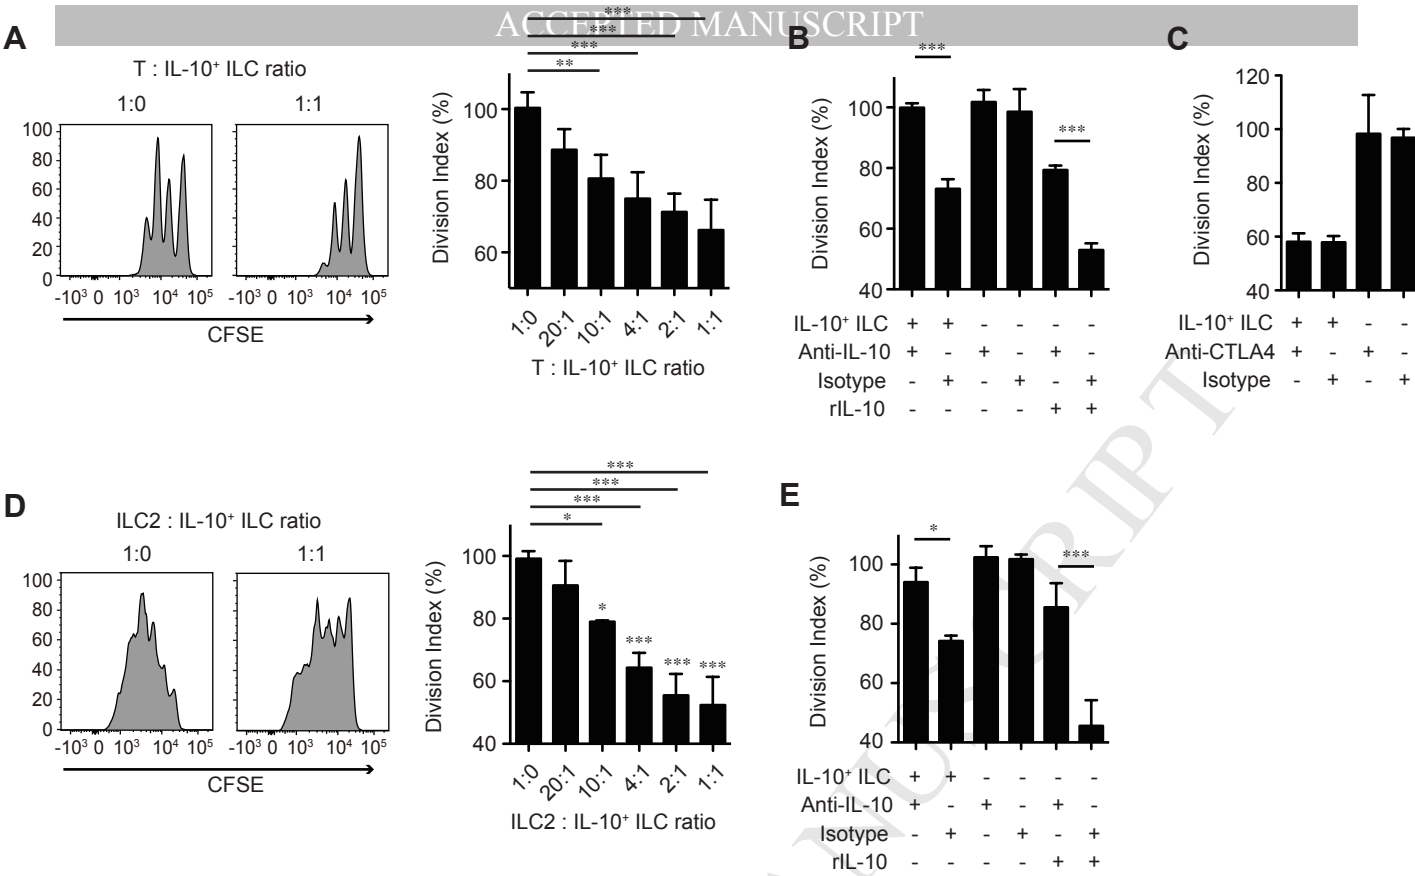 ACCEPTED MANUSCRIPT
A
T : IL-10⁺ ILC ratio
1:0 1:1
100
80
60
40
20
0
-10³ 0 10³ 10⁴ 10⁵
-10³ 0 10³ 10⁴ 10⁵
CFSE
***
***
***
**
Division Index (%)
100
80
60
1:0 20:1 10:1 4:1 2:1 1:1
T : IL-10⁺ ILC ratio
B
***
***
Division Index (%)
100
80
60
40
IL-10⁺ ILC + + - - - -
Anti-IL-10 + - + - + -
Isotype - + - + - +
rIL-10 - - - - + +
C
Division Index (%)
120
100
80
60
40
IL-10⁺ ILC + + - -
Anti-CTLA4 + - + -
Isotype - + - +
D
ILC2 : IL-10⁺ ILC ratio
1:0 1:1
100
80
60
40
20
0
-10³ 0 10³ 10⁴ 10⁵
-10³ 0 10³ 10⁴ 10⁵
CFSE
***
***
***
*
Division Index (%)
100
80
60
40
* *** *** ***
1:0 20:1 10:1 4:1 2:1 1:1
ILC2 : IL-10⁺ ILC ratio
E
*
***
Division Index (%)
100
80
60
40
IL-10⁺ ILC + + - - - -
Anti-IL-10 + - + - + -
Isotype - + - + - +
rIL-10 - - - - + +